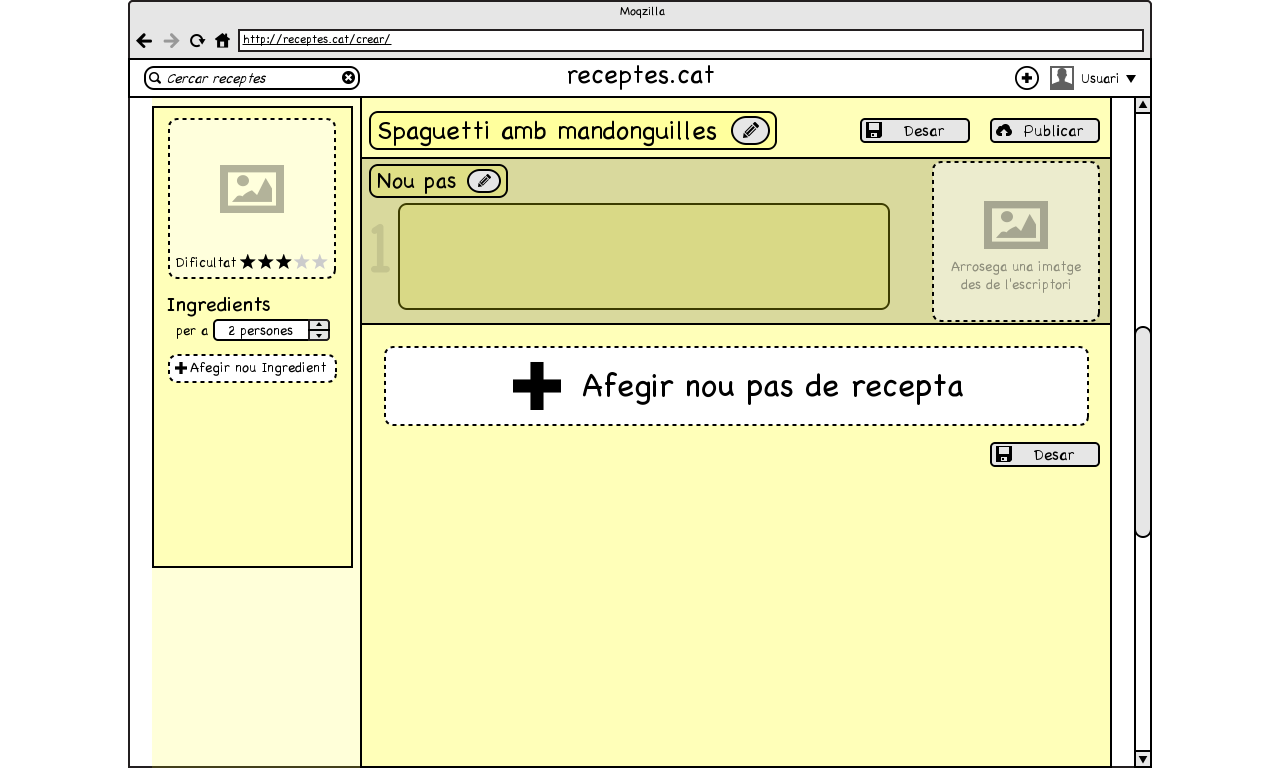 Moqzilla
http://receptes.cat/crear/
Cercar receptes
receptes.cat
Usuari
Dificultat
Ingredients
per a 2 persones
Afegir nou Ingredient
Spaguetti amb mandonguilles
Desar
Publicar
Nou pas
1
Arrosega una imatge
des de l'escriptori
Afegir nou pas de recepta
Desar